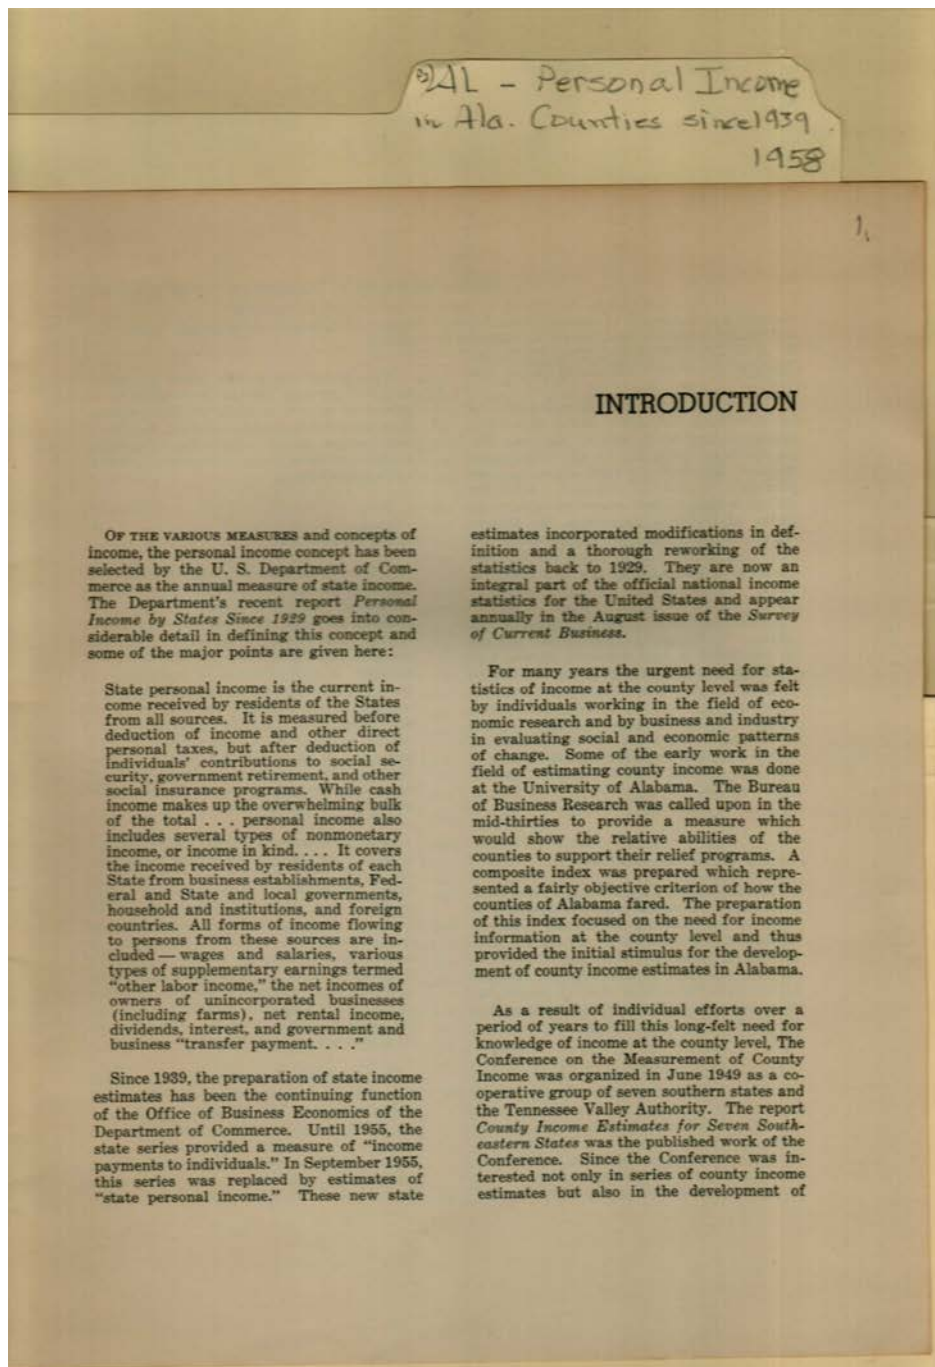 AL - Personal Income
in Ala. Counties since 1939
1958
1,
INTRODUCTION
OF THE VARIOUS MEASURES and concepts of
income, the personal income concept has been
selected by the U. S. Department of Com-
merce as the annual measure of state income.
The Department's recent report Personal
Income by States Since 1929 goes into con-
siderable detail in defining this concept and
some of the major points are given here:
State personal income is the current in-
come received by residents of the States
from all sources. It is measured before
deduction of income and other direct
personal taxes, but after deduction of
individuals' contributions to social se-
curity, government retirement, and other
social insurance programs. While cash
income makes up the overwhelming bulk
of the total . . . personal income also
includes several types of nonmonetary
income, or income in kind. . . . It covers
the income received by residents of each
State from business establishments, Fed-
eral and State and local governments,
household and institutions, and foreign
countries. All forms of income flowing
to persons from these sources are in-
cluded — wages and salaries, various
types of supplementary earnings termed
"other labor income," the net incomes of
owners of unincorporated businesses
(including farms), net rental income,
dividends, interest, and government and
business "transfer payment. . . ."
Since 1939, the preparation of state income
estimates has been the continuing function
of the Office of Business Economics of the
Department of Commerce. Until 1955, the
state series provided a measure of "income
payments to individuals." In September 1955,
this series was replaced by estimates of
"state personal income." These new state
estimates incorporated modifications in def-
inition and a thorough reworking of the
statistics back to 1929. They are now an
integral part of the official national income
statistics for the United States and appear
annually in the August issue of the Survey
of Current Business.
For many years the urgent need for sta-
tistics of income at the county level was felt
by individuals working in the field of eco-
nomic research and by business and industry
in evaluating social and economic patterns
of change. Some of the early work in the
field of estimating county income was done
at the University of Alabama. The Bureau
of Business Research was called upon in the
mid-thirties to provide a measure which
would show the relative abilities of the
counties to support their relief programs. A
composite index was prepared which repre-
sented a fairly objective criterion of how the
counties of Alabama fared. The preparation
of this index focused on the need for income
information at the county level and thus
provided the initial stimulus for the develop-
ment of county income estimates in Alabama.
As a result of individual efforts over a
period of years to fill this long-felt need for
knowledge of income at the county level, The
Conference on the Measurement of County
Income was organized in June 1949 as a co-
operative group of seven southern states and
the Tennessee Valley Authority. The report
County Income Estimates for Seven South-
eastern States was the published work of the
Conference. Since the Conference was in-
terested not only in series of county income
estimates but also in the development of